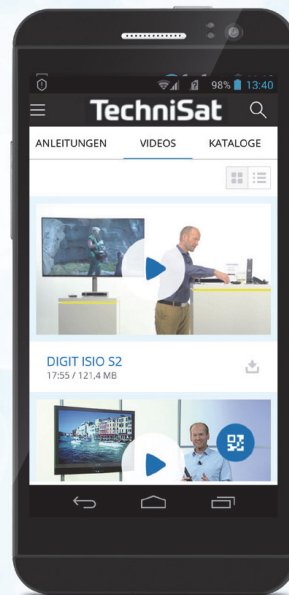 98% 13:40
TechniSat
ANLEITUNGEN VIDEOS KATALOGE
DIGIT ISIO S2
17:55 / 121,4 MB